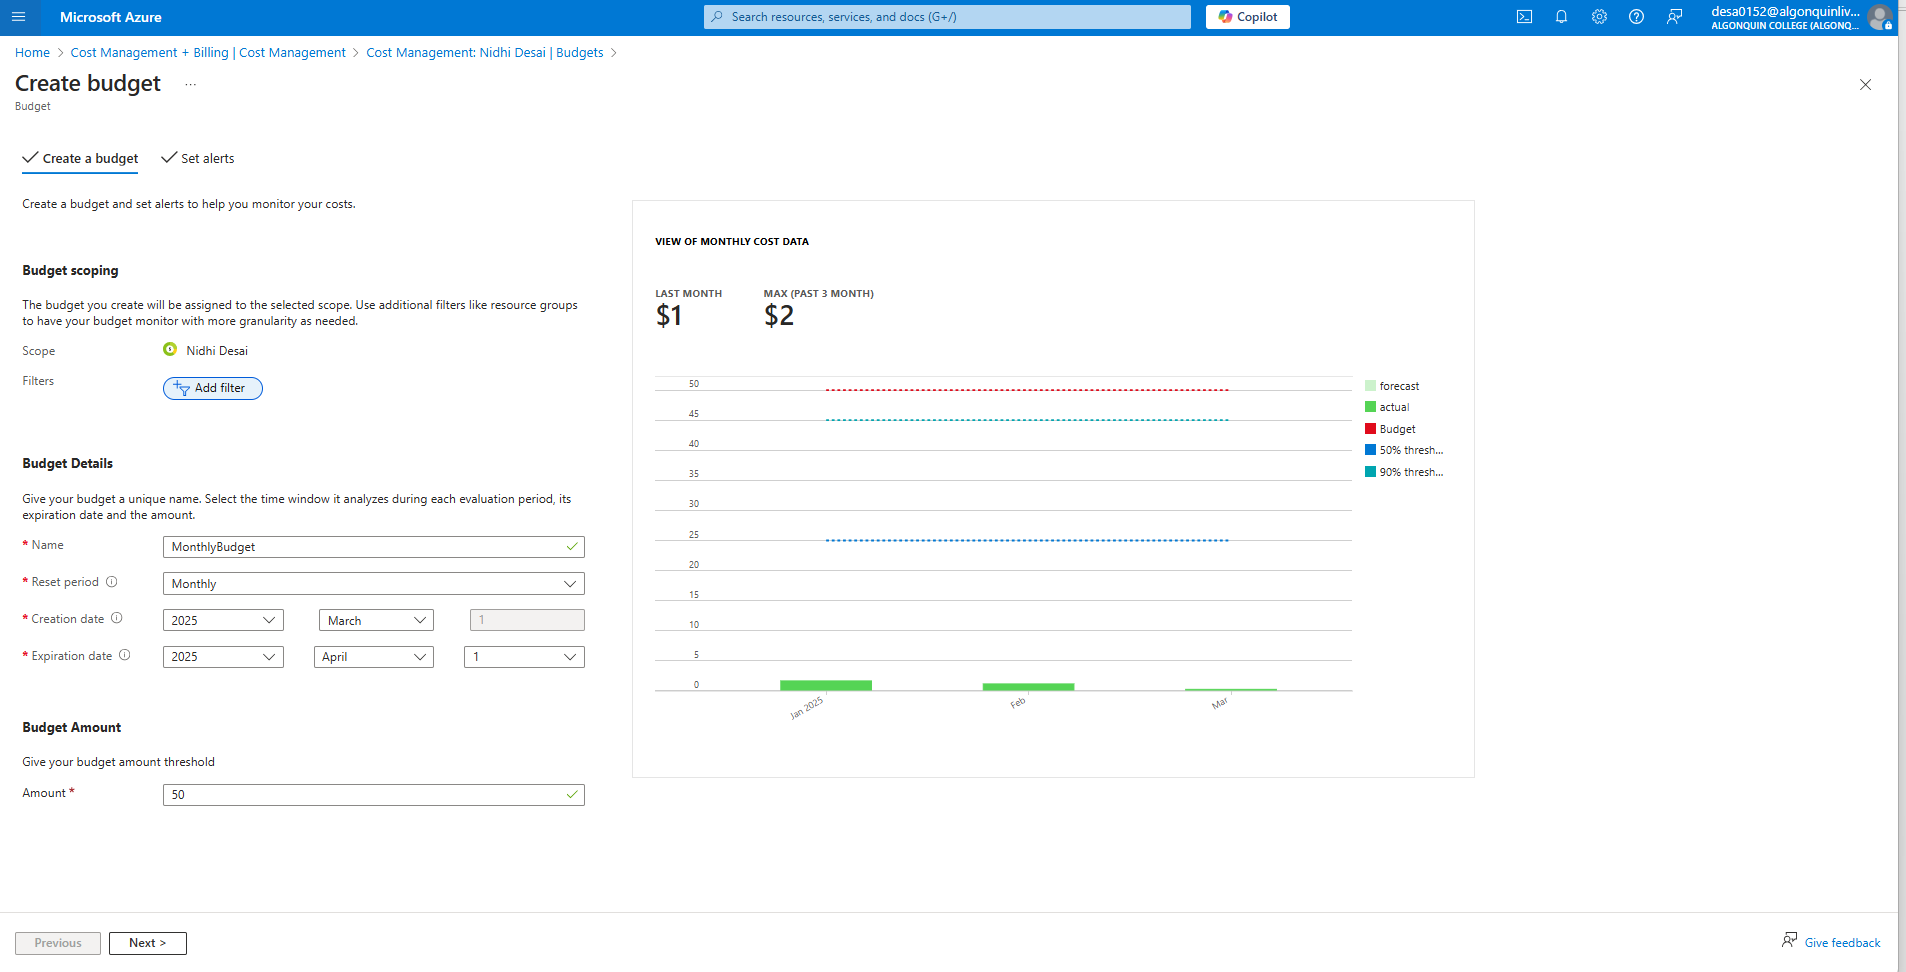 Microsoft Azure
Search resources, services, and docs (G+/)
Copilot
desa0152@algonquinliv...
ALGONQUIN COLLEGE (ALGONQ...
Home > Cost Management + Billing | Cost Management > Cost Management: Nidhi Desai | Budgets >
Create budget ...
Budget
Create a budget
Set alerts
Create a budget and set alerts to help you monitor your costs.
Budget scoping
The budget you create will be assigned to the selected scope. Use additional filters like resource groups
to have your budget monitor with more granularity as needed.
Scope
Nidhi Desai
Filters
Add filter
Budget Details
Give your budget a unique name. Select the time window it analyzes during each evaluation period, its
expiration date and the amount.
* Name
MonthlyBudget
* Reset period
Monthly
* Creation date
2025
March
1
* Expiration date
2025
April
1
Budget Amount
Give your budget amount threshold
Amount *
50
VIEW OF MONTHLY COST DATA
LAST MONTH
$1
MAX (PAST 3 MONTH)
$2
50
45
40
35
30
25
20
15
10
5
0
Jan 2025
Feb
Mar
forecast
actual
Budget
50% thresh...
90% thresh...
Previous
Next >
Give feedback